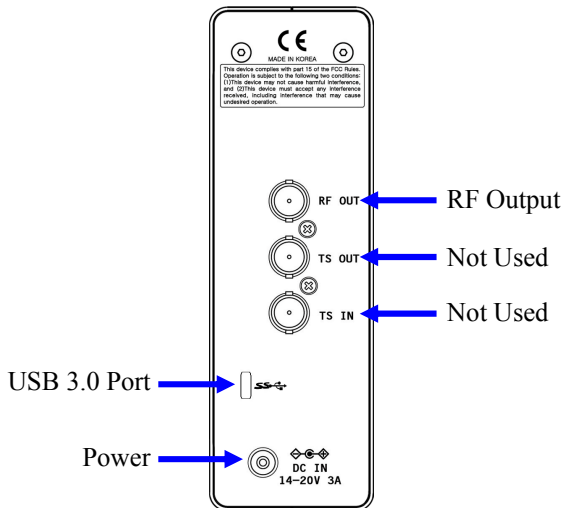 CE
MADE IN KOREA
This device complies with part 15 of the FCC Rules.
Operation is subject to the following two conditions:
(1)This device may not cause harmful interference,
and (2)This device must accept any interference
received, including interference that may cause
undesired operation.
RF OUT
RF Output
TS OUT
Not Used
TS IN
Not Used
USB 3.0 Port
SS
Power
DC IN
14-20V 3A